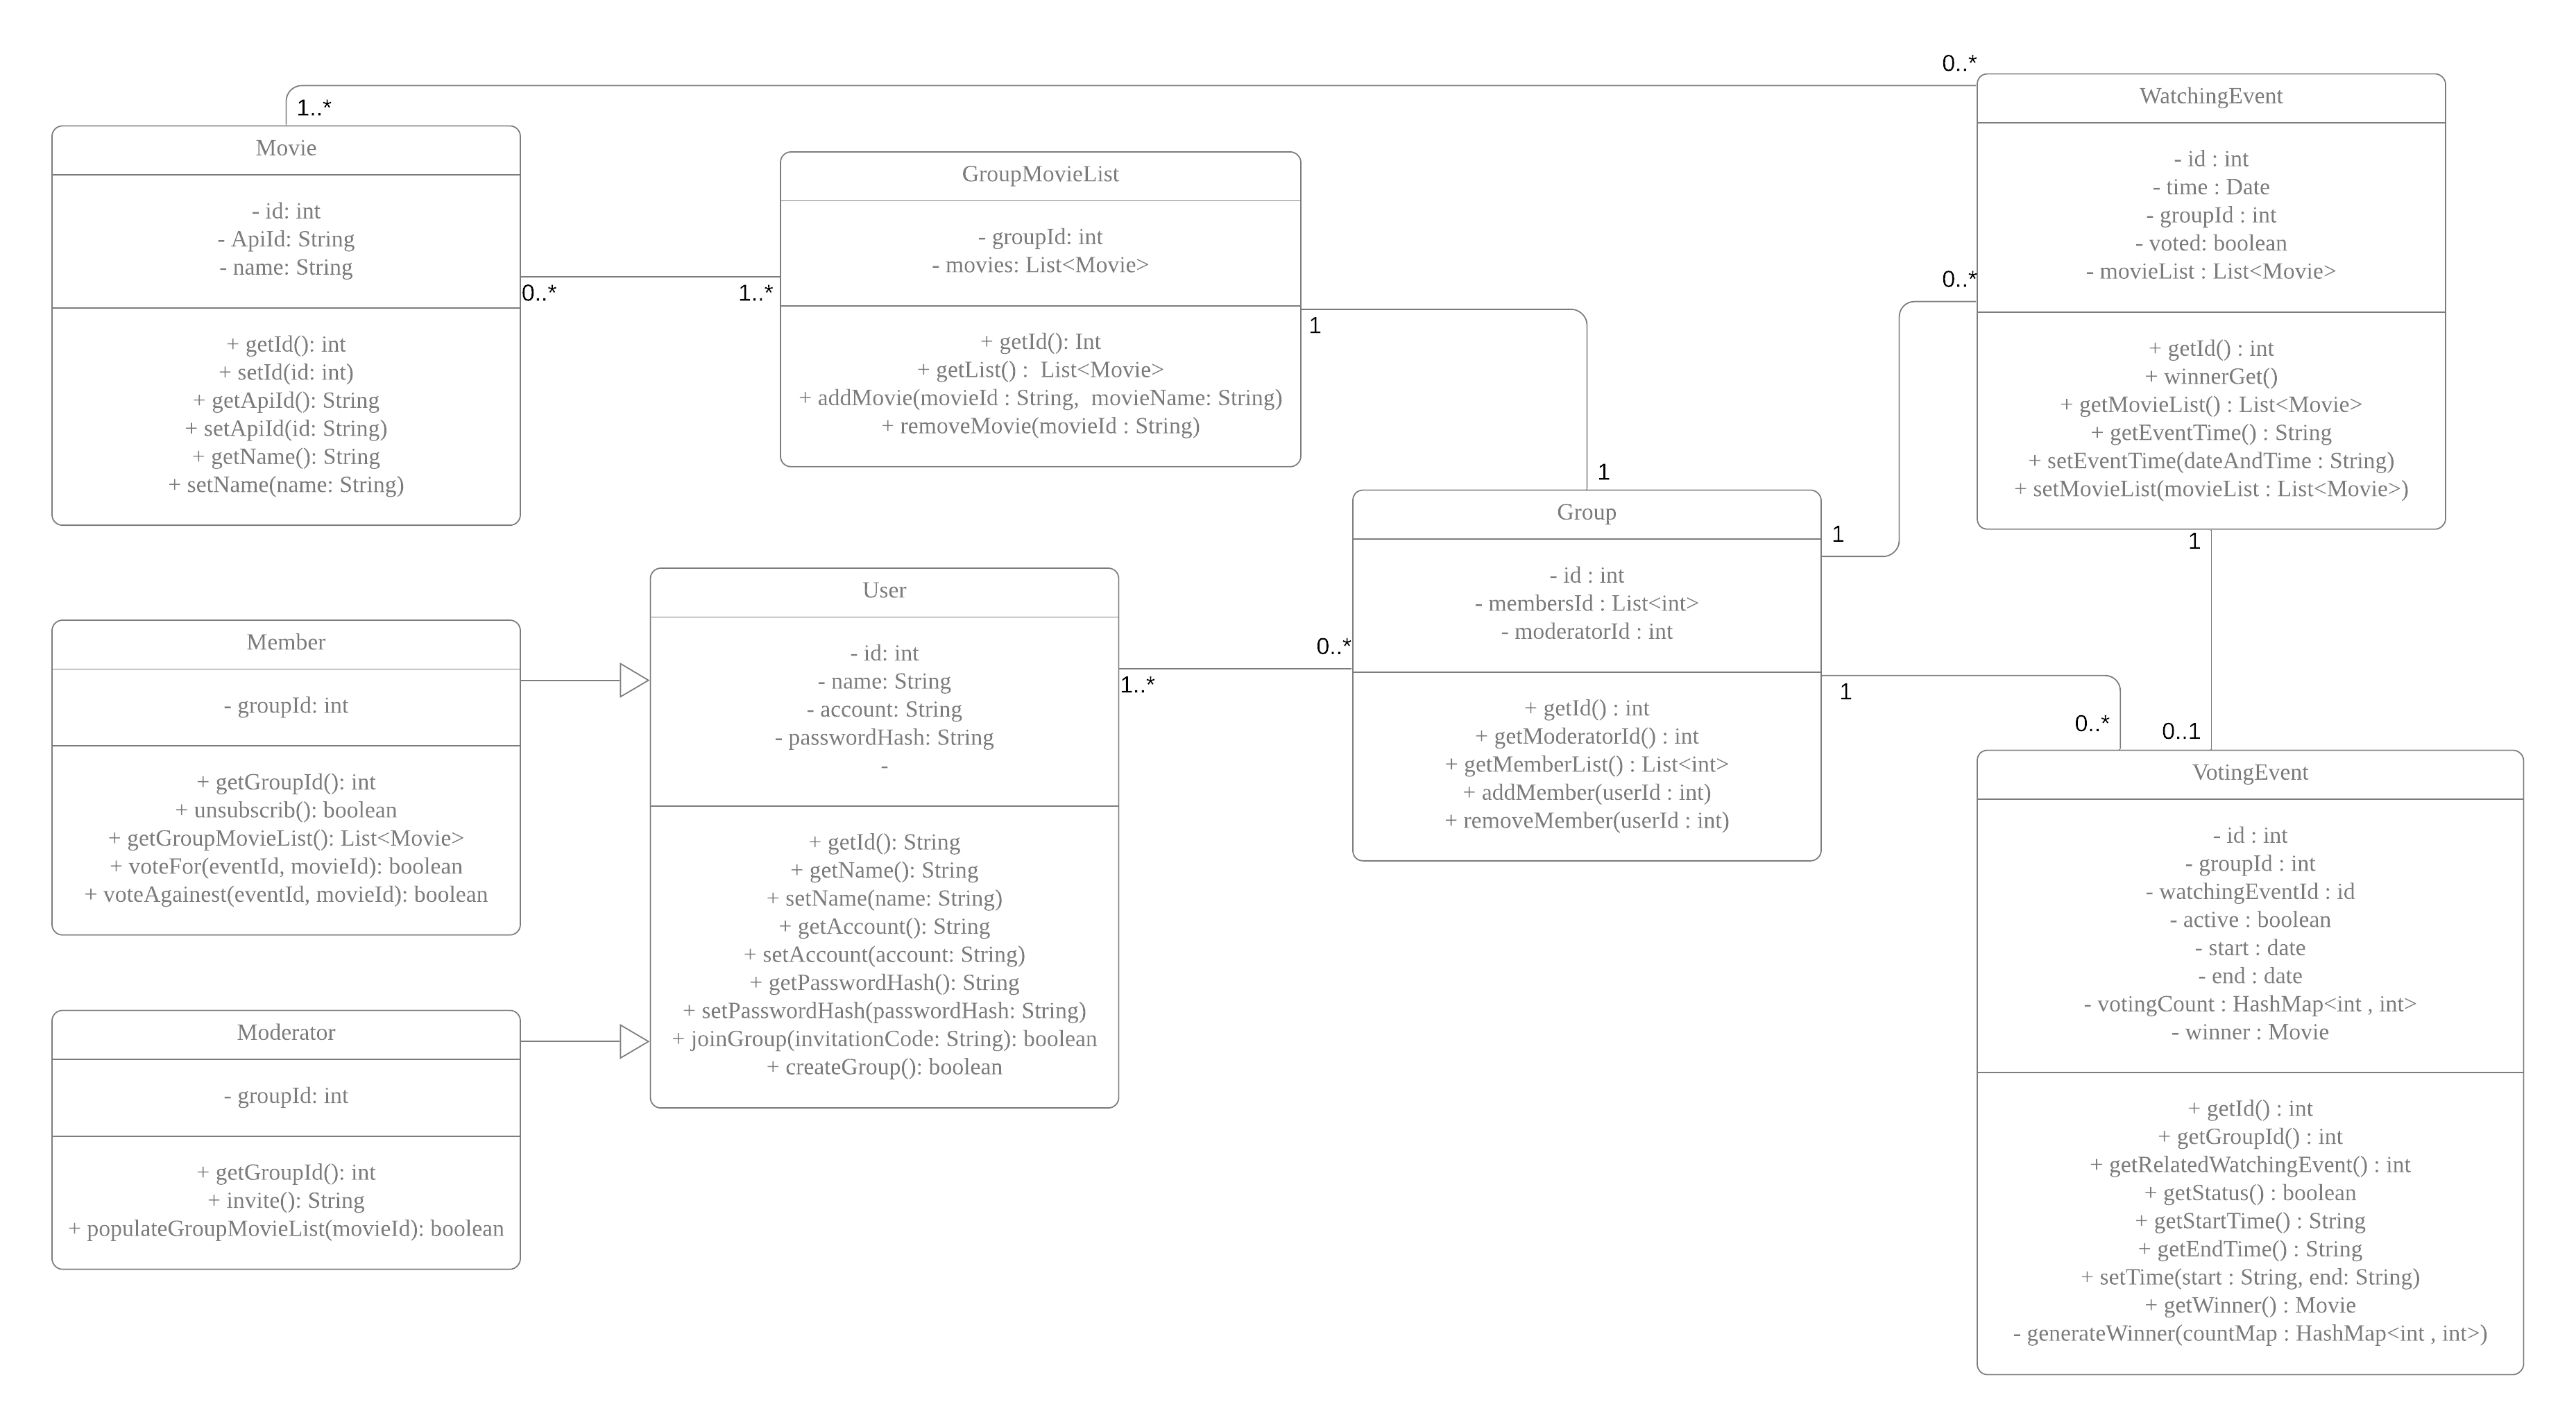 0..*
1..*
Movie
- id: int
- ApiId: String
- name: String
+ getId(): int
+ setId(id: int)
+ getApiId(): String
+ setApiId(id: String)
+ getName(): String
+ setName(name: String)
0..*
1..*
GroupMovieList
- groupId: int
- movies: List<Movie>
+ getId(): Int
+ getList() :  List<Movie>
+ addMovie(movieId : String,  movieName: String)
+ removeMovie(movieId : String)
1
1
WatchingEvent
- id : int
- time : Date
- groupId : int
- voted: boolean
- movieList : List<Movie>
+ getId() : int
+ winnerGet()
+ getMovieList() : List<Movie>
+ getEventTime() : String
+ setEventTime(dateAndTime : String)
+ setMovieList(movieList : List<Movie>)
0..*
1
1
Group
- id : int
- membersId : List<int>
- moderatorId : int
+ getId() : int
+ getModeratorId() : int
+ getMemberList() : List<int>
+ addMember(userId : int)
+ removeMember(userId : int)
0..*
1..*
1
0..*
0..1
Member
- groupId: int
+ getGroupId(): int
+ unsubscrib(): boolean
+ getGroupMovieList(): List<Movie>
+ voteFor(eventId, movieId): boolean
+ voteAgainest(eventId, movieId): boolean
User
- id: int
- name: String
- account: String
- passwordHash: String
-
+ getId(): String
+ getName(): String
+ setName(name: String)
+ getAccount(): String
+ setAccount(account: String)
+ getPasswordHash(): String
+ setPasswordHash(passwordHash: String)
+ joinGroup(invitationCode: String): boolean
+ createGroup(): boolean
Moderator
- groupId: int
+ getGroupId(): int
+ invite(): String
+ populateGroupMovieList(movieId): boolean
VotingEvent
- id : int
- groupId : int
- watchingEventId : id
- active : boolean
- start : date
- end : date
- votingCount : HashMap<int , int>
- winner : Movie
+ getId() : int
+ getGroupId() : int
+ getRelatedWatchingEvent() : int
+ getStatus() : boolean
+ getStartTime() : String
+ getEndTime() : String
+ setTime(start : String, end: String)
+ getWinner() : Movie
- generateWinner(countMap : HashMap<int , int>)